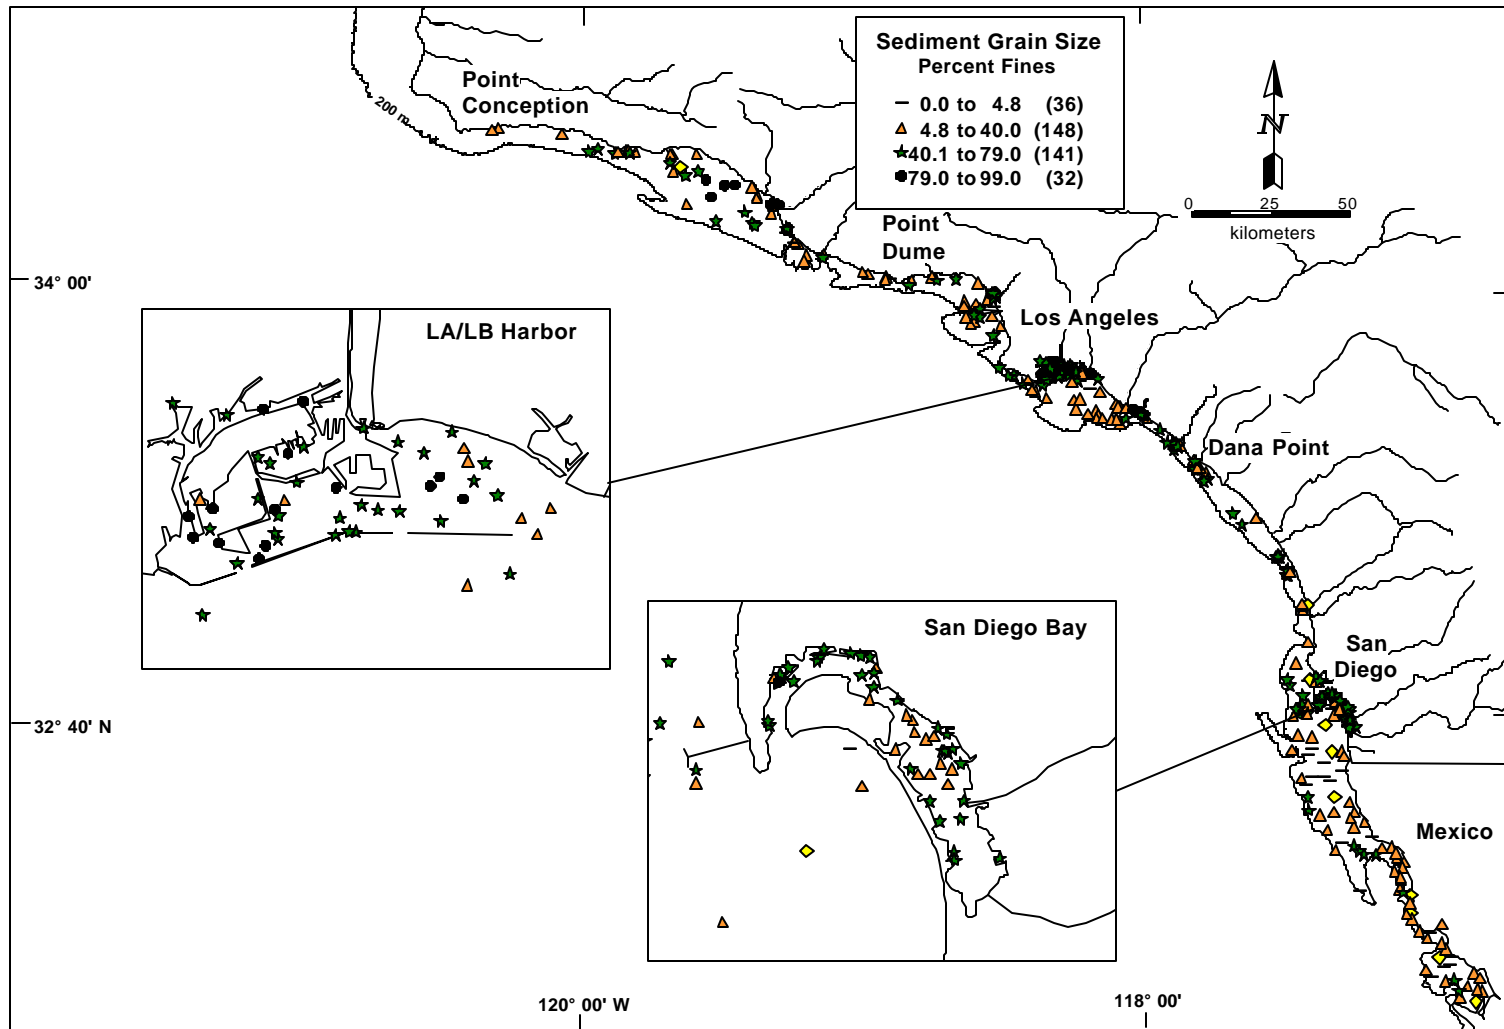 Sediment Grain Size
Percent Fines
0.0 to 4.8 (36)
4.8 to 40.0 (148)
40.1 to 79.0 (141)
79.0 to 99.0 (32)
N
0 25 50
kilometers
Point
Conception
200 m
Point
Dume
34° 00'
Los Angeles
LA/LB Harbor
Dana Point
San Diego Bay
San
Diego
32° 40' N
Mexico
120° 00' W
118° 00'